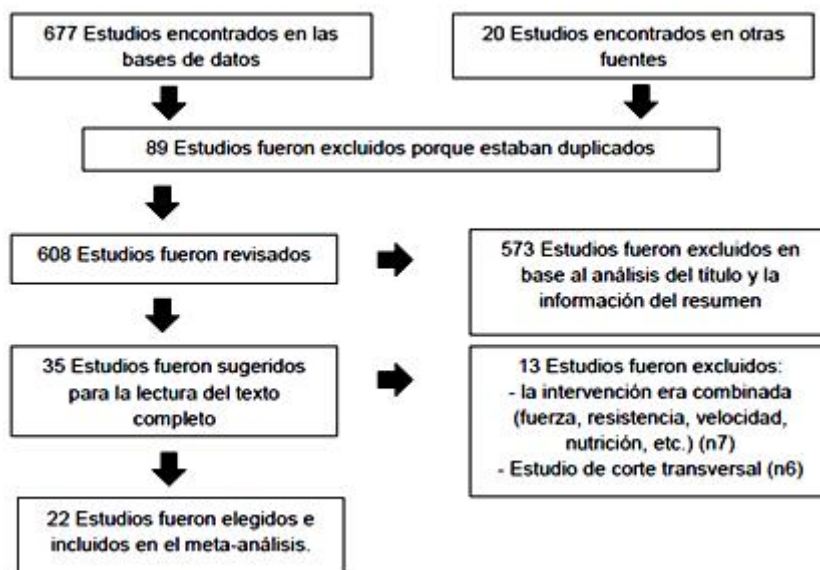 677 Estudios encontrados en las
bases de datos
20 Estudios encontrados en otras
fuentes
89 Estudios fueron excluidos porque estaban duplicados
608 Estudios fueron revisados
573 Estudios fueron excluidos en
base al análisis del título y la
información del resumen
35 Estudios fueron sugeridos
para la lectura del texto
completo
13 Estudios fueron excluidos:
- la intervención era combinada
(fuerza, resistencia, velocidad,
nutrición, etc.) (n7)
- Estudio de corte transversal (n6)
22 Estudios fueron elegidos e
incluidos en el meta-análisis.